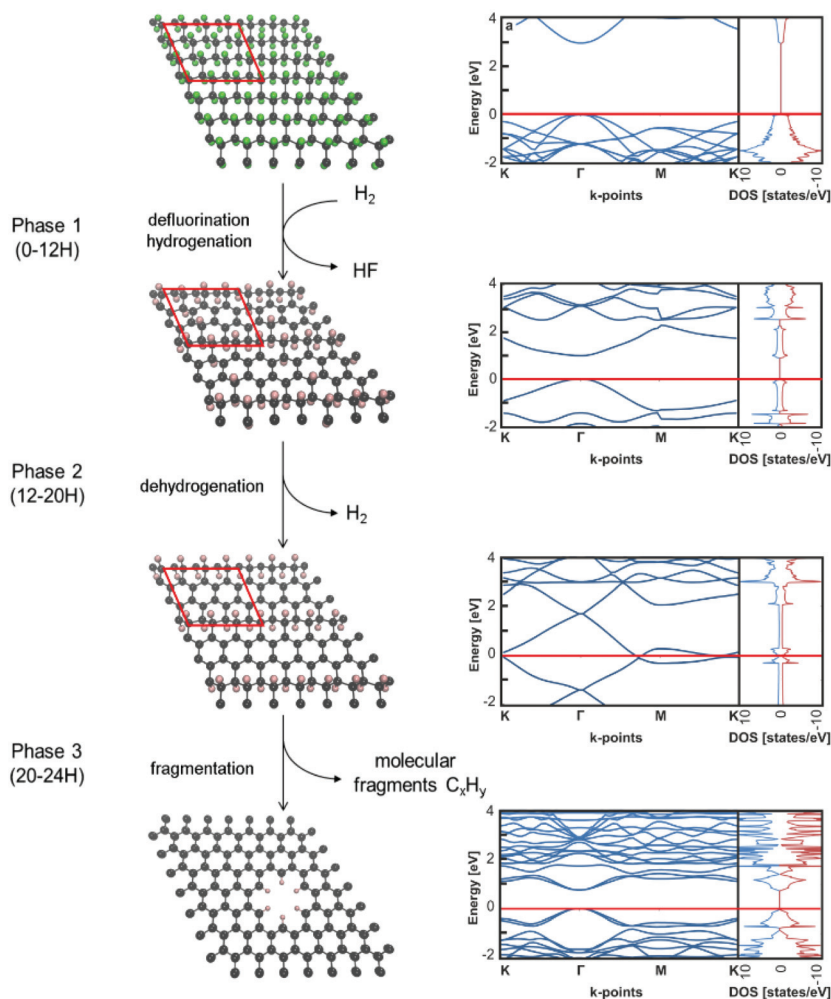 a
4
2
0
-2
Energy [eV]
K
Γ
M
K
10
0
-10
k-points
DOS [states/eV]
Phase 1
(0-12H)
defluorination
hydrogenation
H2
HF
4
2
0
-2
Energy [eV]
K
Γ
M
K
10
0
-10
k-points
DOS [states/eV]
Phase 2
(12-20H)
dehydrogenation
H2
4
2
0
-2
Energy [eV]
K
Γ
M
K
10
0
-10
k-points
DOS [states/eV]
Phase 3
(20-24H)
fragmentation
molecular
fragments CxHy
4
2
0
-2
Energy [eV]
K
Γ
M
K
10
0
-10
k-points
DOS [states/eV]